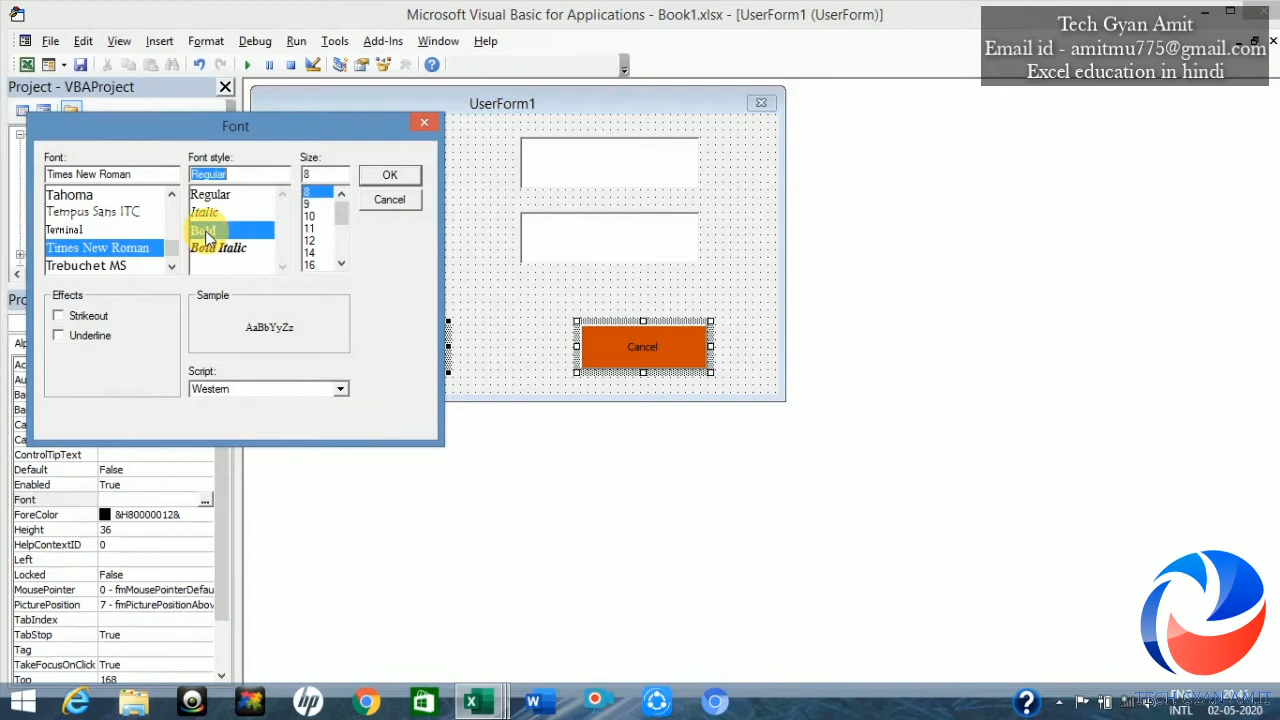 Microsoft Visual Basic for Applications - Book1.xlsx - [UserForm1 (UserForm)]
Tech Gyan Amit
Email id - amitmu775@gmail.com
Excel education in hindi
File Edit View Insert Format Debug Run Tools Add-Ins Window Help
Project - VBAProject
UserForm1
Font
Font:
Font style:
Size:
Times New Roman
Regular
8
OK
Cancel
Tahoma
Tempus Sans ITC
Terminal
Times New Roman
Trebuchet MS
Regular
Italic
Bold
Bold Italic
8
9
10
11
12
14
16
Effects
Strikeout
Underline
Sample
AaBbYyZz
Script:
Western
Cancel
ControlTipText
Default False
Enabled True
Font ...
ForeColor &H80000012&
Height 36
HelpContextID 0
Left
Locked False
MousePointer 0 - fmMousePointerDefau
PicturePosition 7 - fmPicturePositionAbov
TabIndex
TabStop True
Tag
TakeFocusOnClick True
Top 168
TECH GYAN AMIT
ENG
INTL 02-05-2020